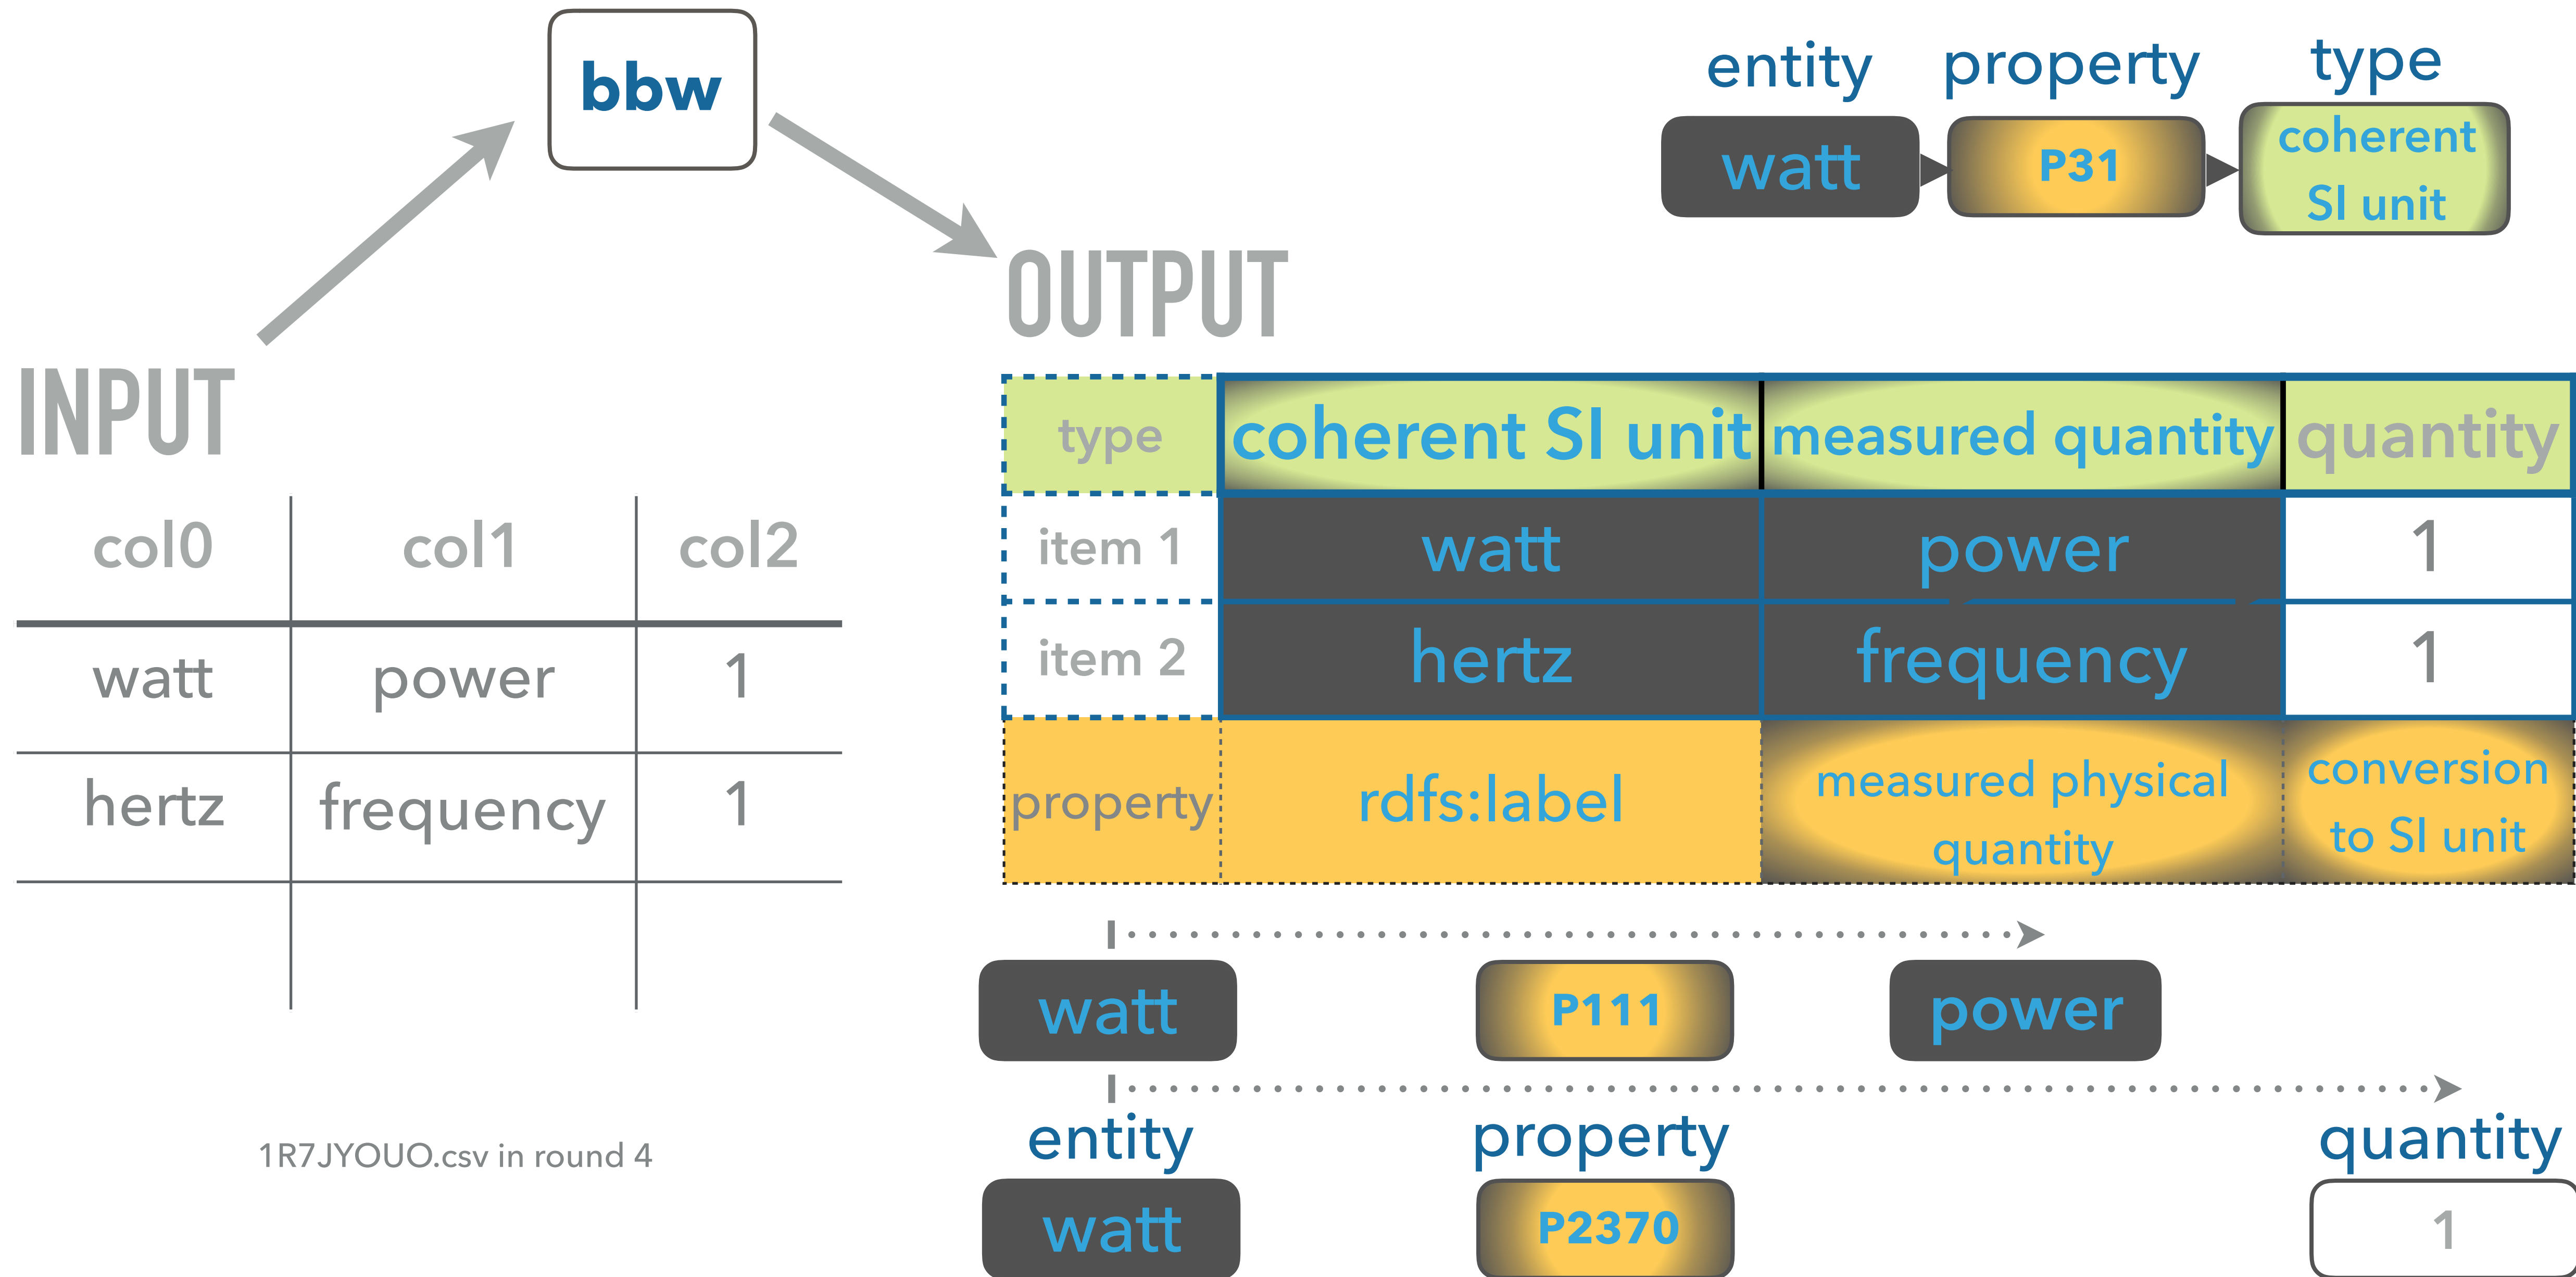 bbw
entity property type
watt P31 coherent
SI unit
OUTPUT
INPUT
col0 col1 col2
watt power 1
hertz frequency 1
1R7JYOUO.csv in round 4
type coherent SI unit measured quantity quantity
item 1 watt power 1
item 2 hertz frequency 1
property rdfs:label measured physical
quantity
conversion
to SI unit
watt P111 power
entity property quantity
watt P2370 1